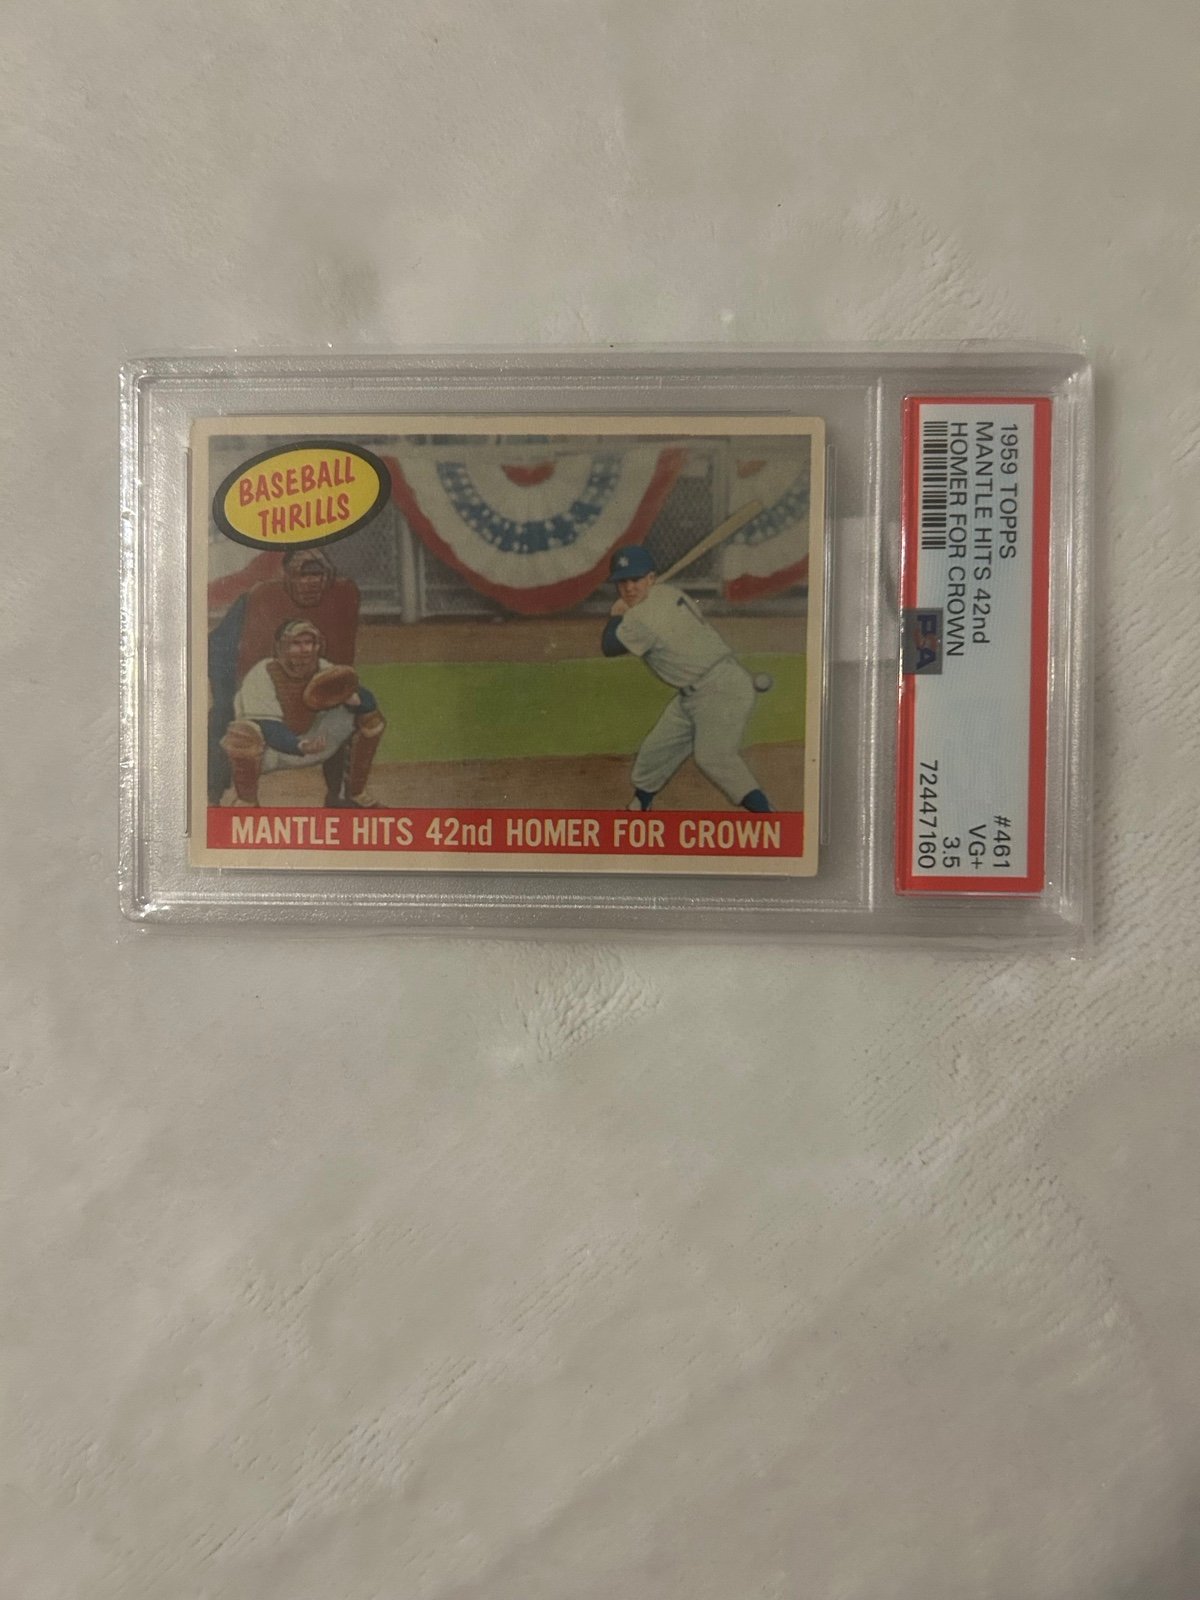 BASEBALL
THRILLS
MANTLE HITS 42nd HOMER FOR CROWN
1959 TOPPS
MANTLE HITS 42nd
HOMER FOR CROWN
#461
VG+
3.5
72447160
PSA